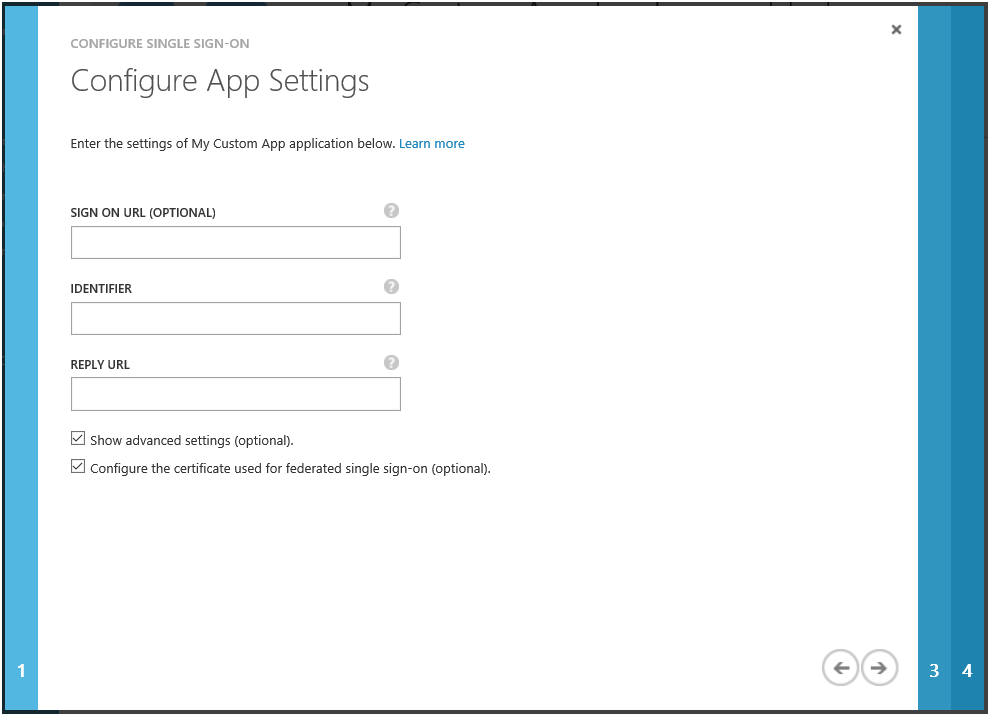 CONFIGURE SINGLE SIGN-ON
Configure App Settings
Enter the settings of My Custom App application below. Learn more
SIGN ON URL (OPTIONAL)
?
IDENTIFIER
?
REPLY URL
?
Show advanced settings (optional).
Configure the certificate used for federated single sign-on (optional).
1
3
4